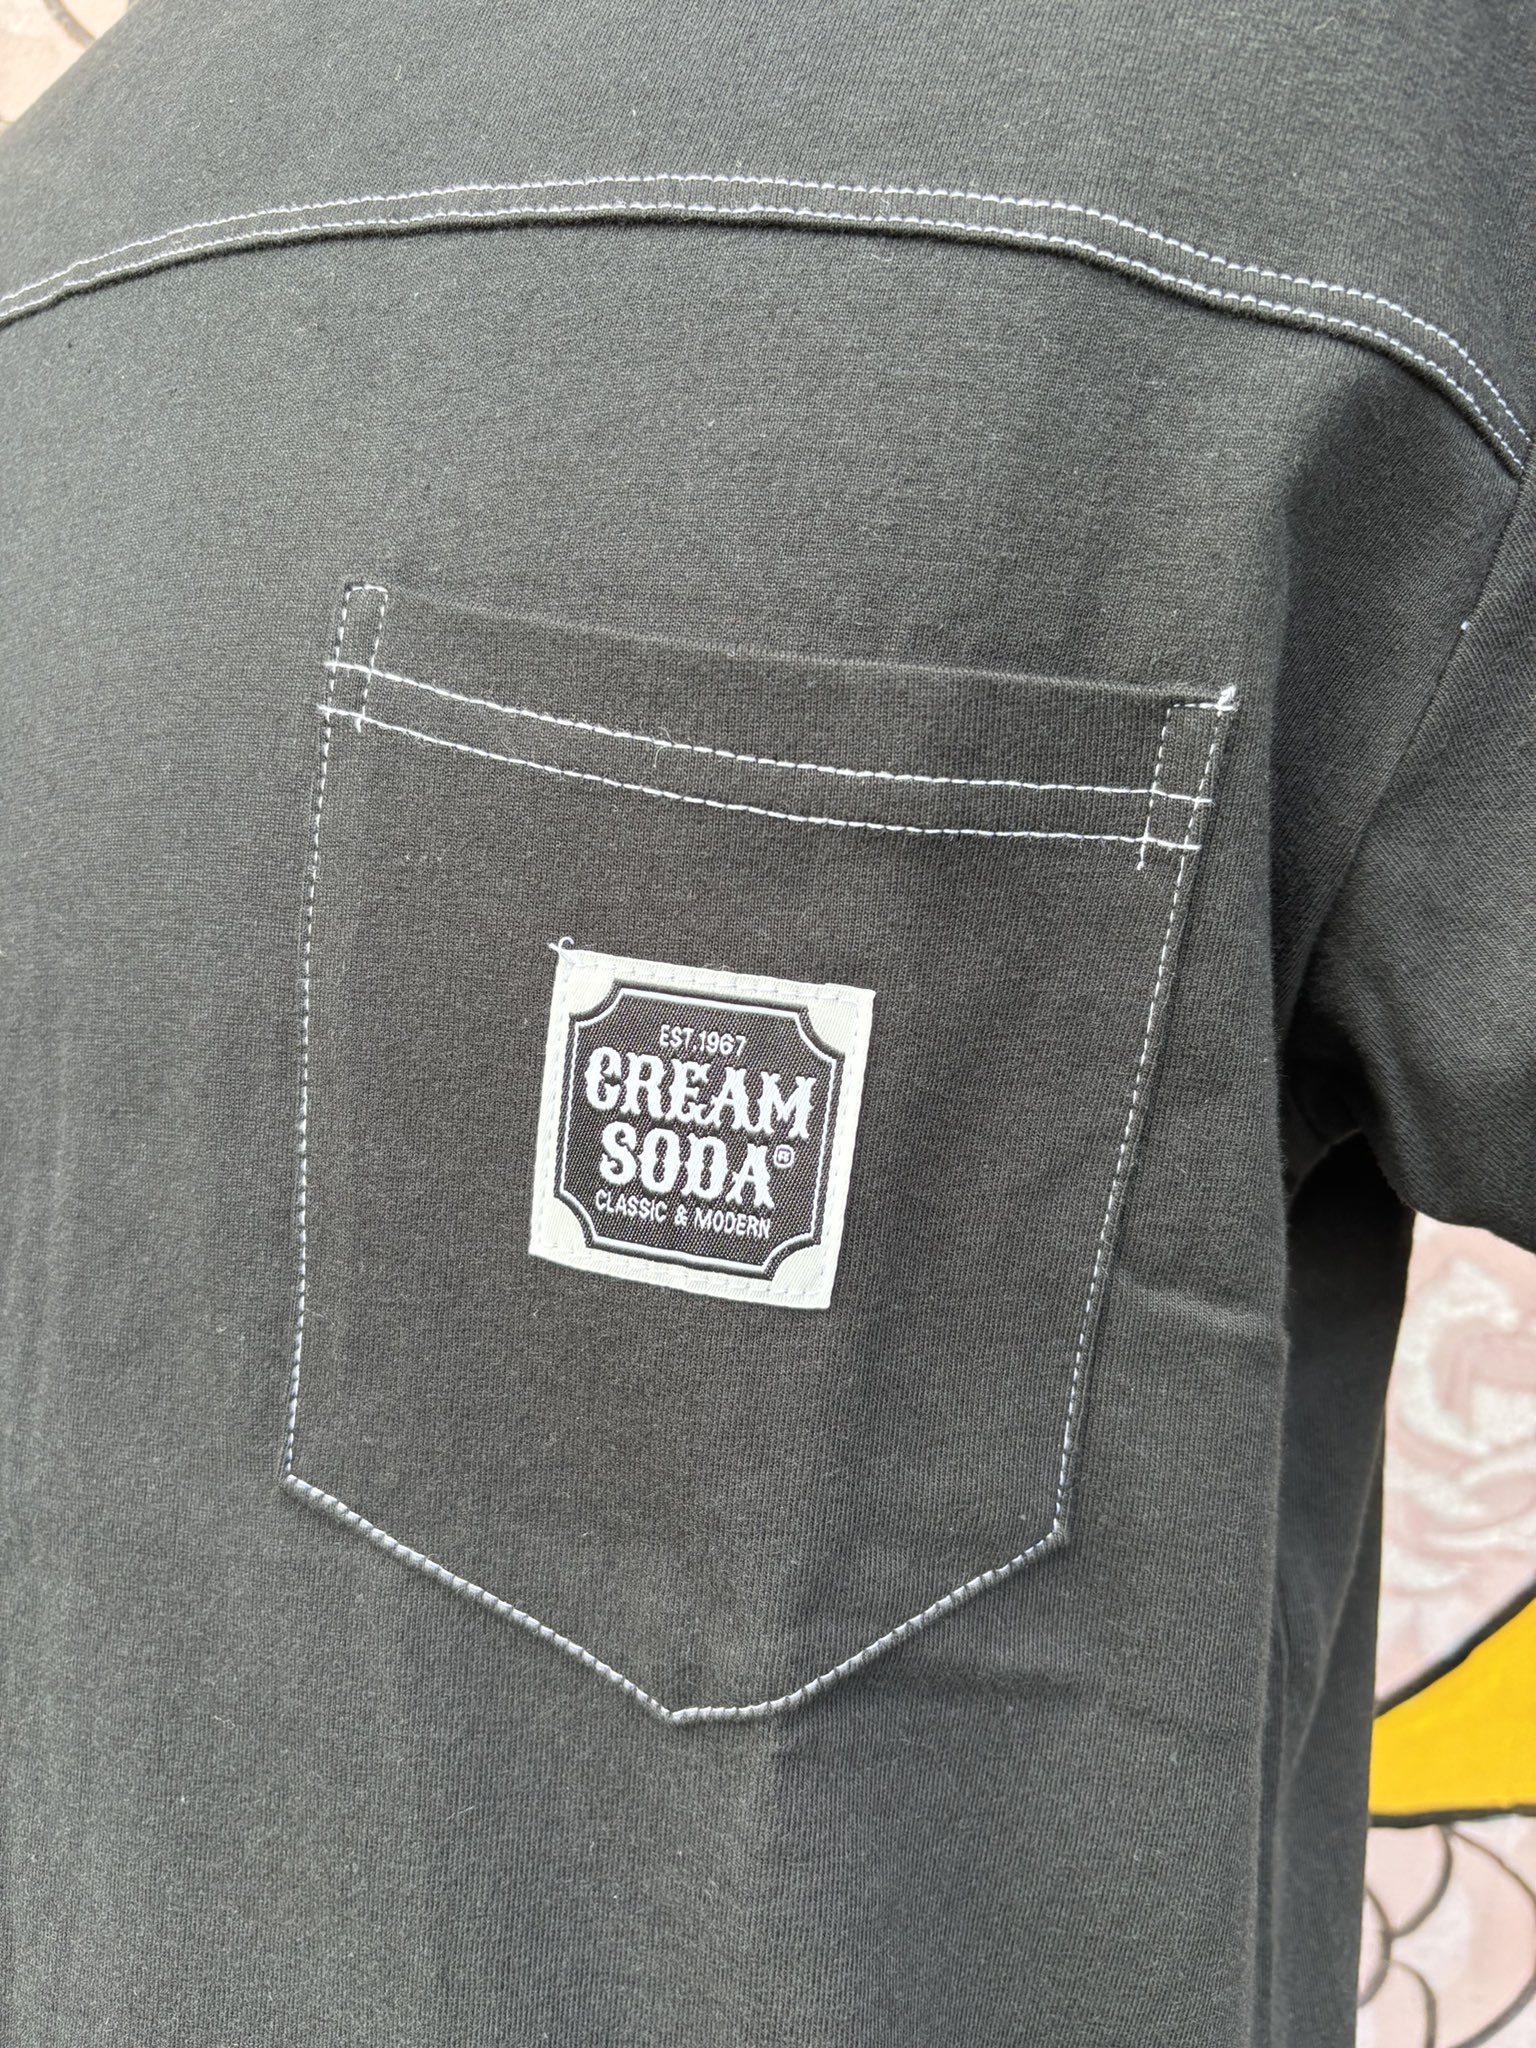 EST.1967
CREAM
SODA®
CLASSIC & MODERN